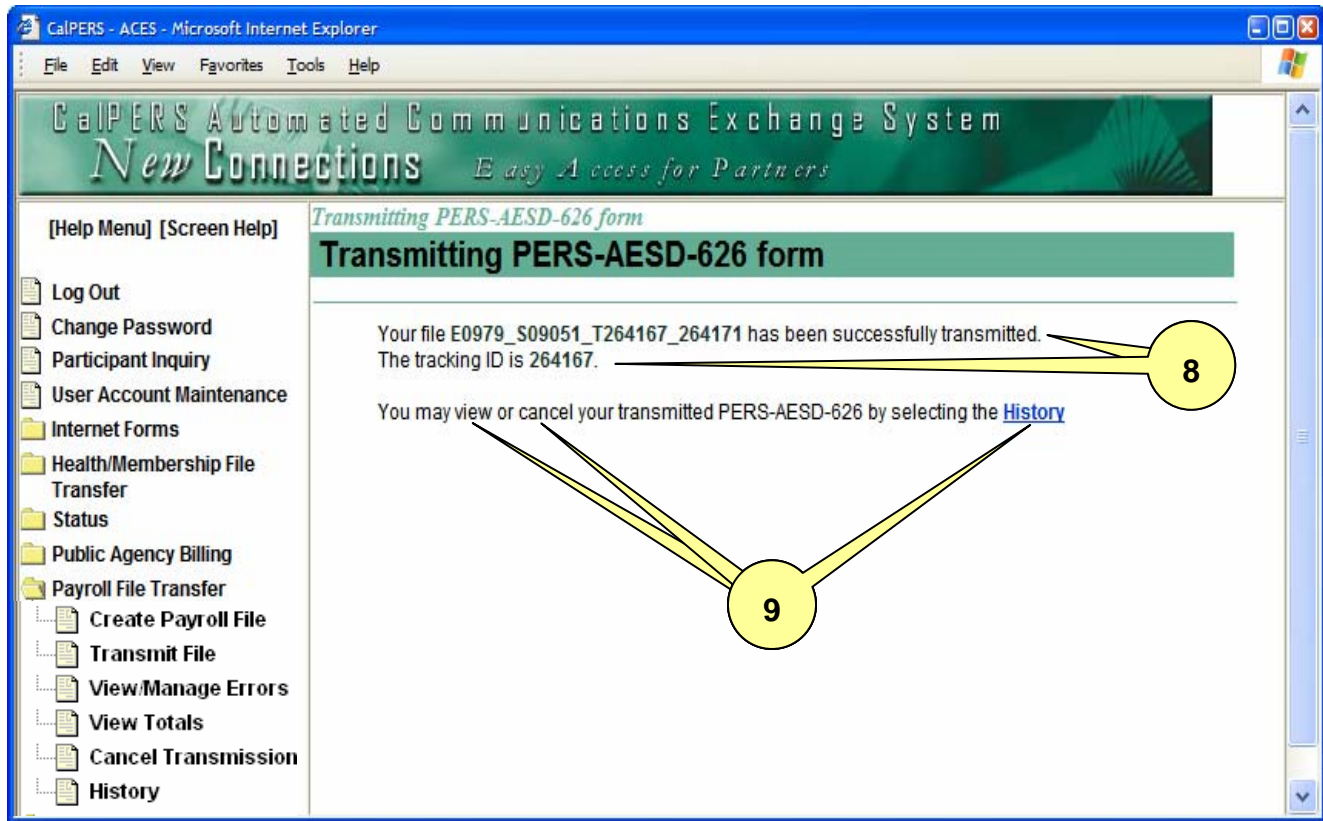 CalPERS - ACES - Microsoft Internet Explorer
File Edit View Favorites Tools Help
CalPERS Automated Communications Exchange System
New Connections Easy Access for Partners
[Help Menu] [Screen Help]
Log Out
Change Password
Participant Inquiry
User Account Maintenance
Internet Forms
Health/Membership File
Transfer
Status
Public Agency Billing
Payroll File Transfer
Create Payroll File
Transmit File
View/Manage Errors
View Totals
Cancel Transmission
History
Transmitting PERS-AESD-626 form
Transmitting PERS-AESD-626 form
Your file E0979_S09051_T264167_264171 has been successfully transmitted.
The tracking ID is 264167.
8
You may view or cancel your transmitted PERS-AESD-626 by selecting the History
9